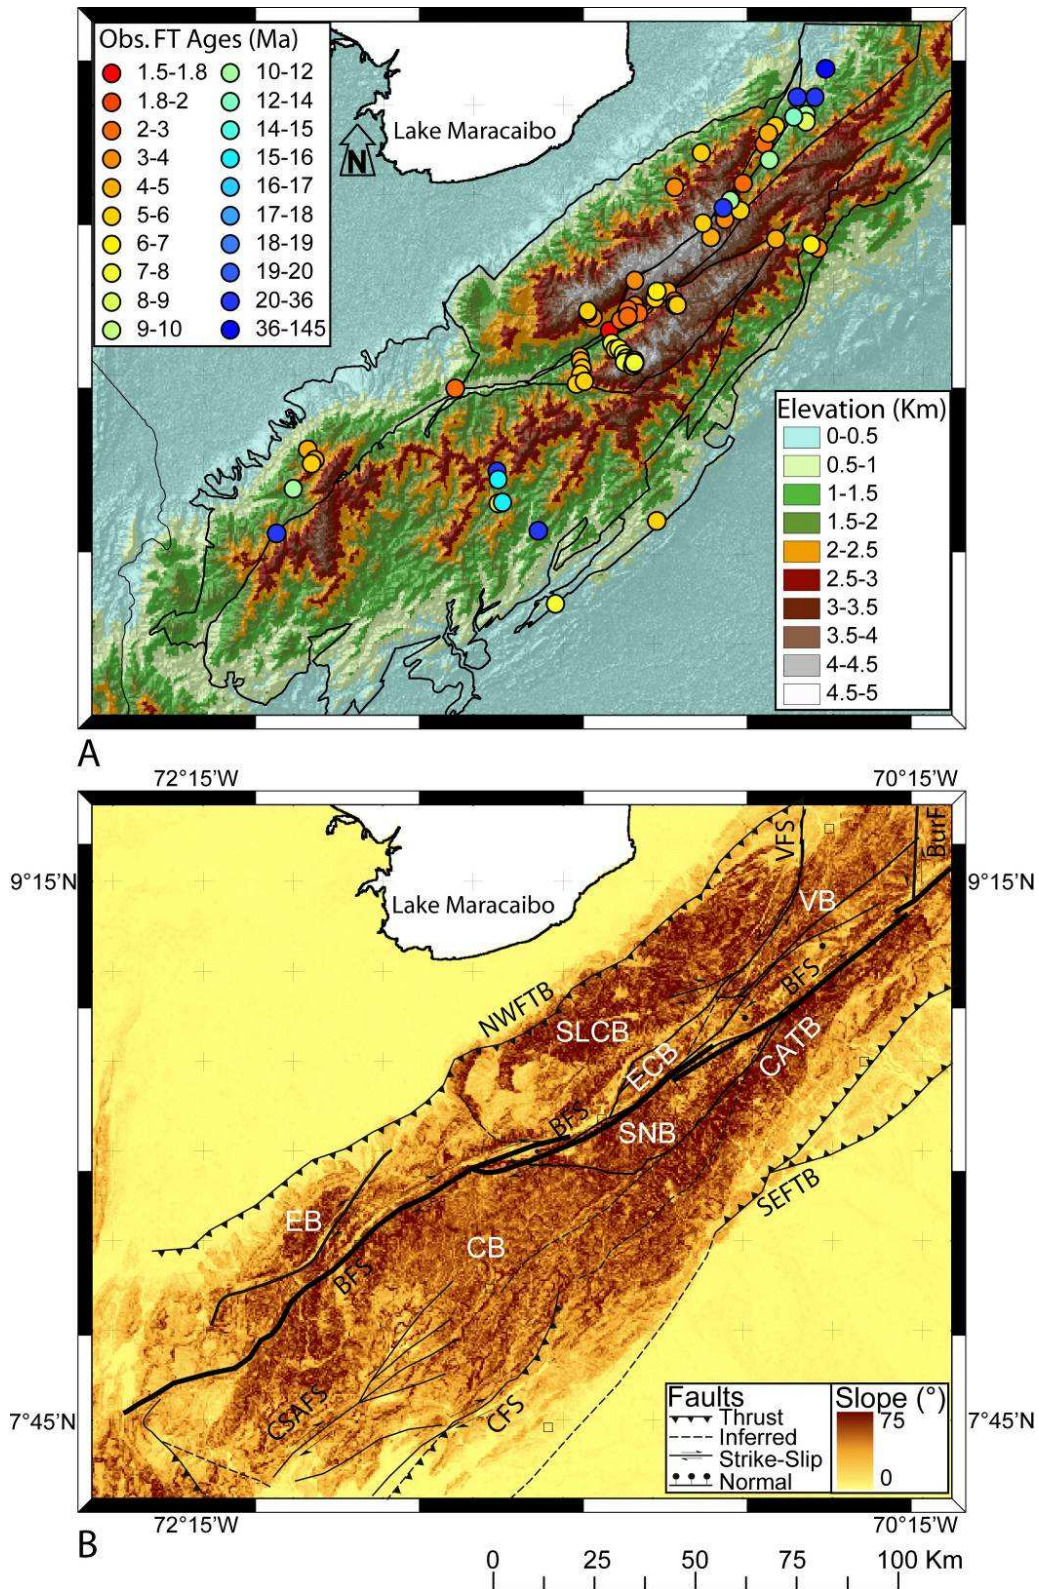 Obs. FT Ages (Ma)
1.5-1.8
1.8-2
2-3
3-4
4-5
5-6
6-7
7-8
8-9
9-10
10-12
12-14
14-15
15-16
16-17
17-18
18-19
19-20
20-36
36-145
N
Lake Maracaibo
Elevation (Km)
0-0.5
0.5-1
1-1.5
1.5-2
2-2.5
2.5-3
3-3.5
3.5-4
4-4.5
4.5-5
A
72°15'W
70°15'W
9°15'N
9°15'N
Lake Maracaibo
VFS
BurF
VB
NWFTB
SLCB
BFS
ECB
CATB
BFS
SNB
SEFTB
EB
BFS
CB
CSAFS
CFS
7°45'N
7°45'N
Faults
Thrust
Inferred
Strike-Slip
Normal
Slope (°)
75
0
72°15'W
70°15'W
B
0 25 50 75 100 Km